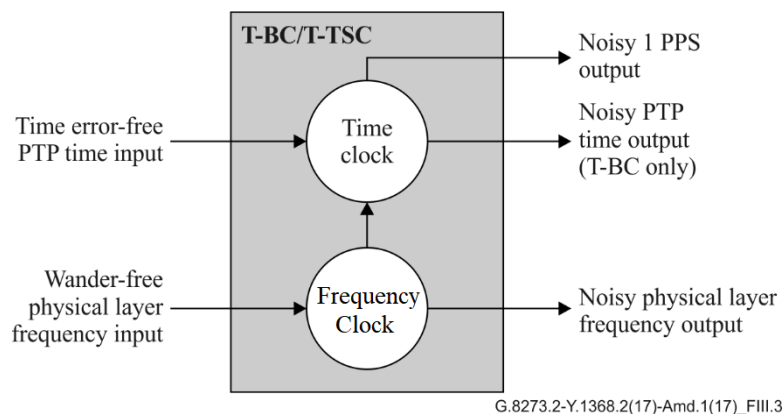 T-BC/T-TSC
Noisy 1 PPS
output
Time error-free
PTP time input
Time
clock
Noisy PTP
time output
(T-BC only)
Wander-free
physical layer
frequency input
Frequency
Clock
Noisy physical layer
frequency output
G.8273.2-Y.1368.2(17)-Amd.1(17)_FIII.3